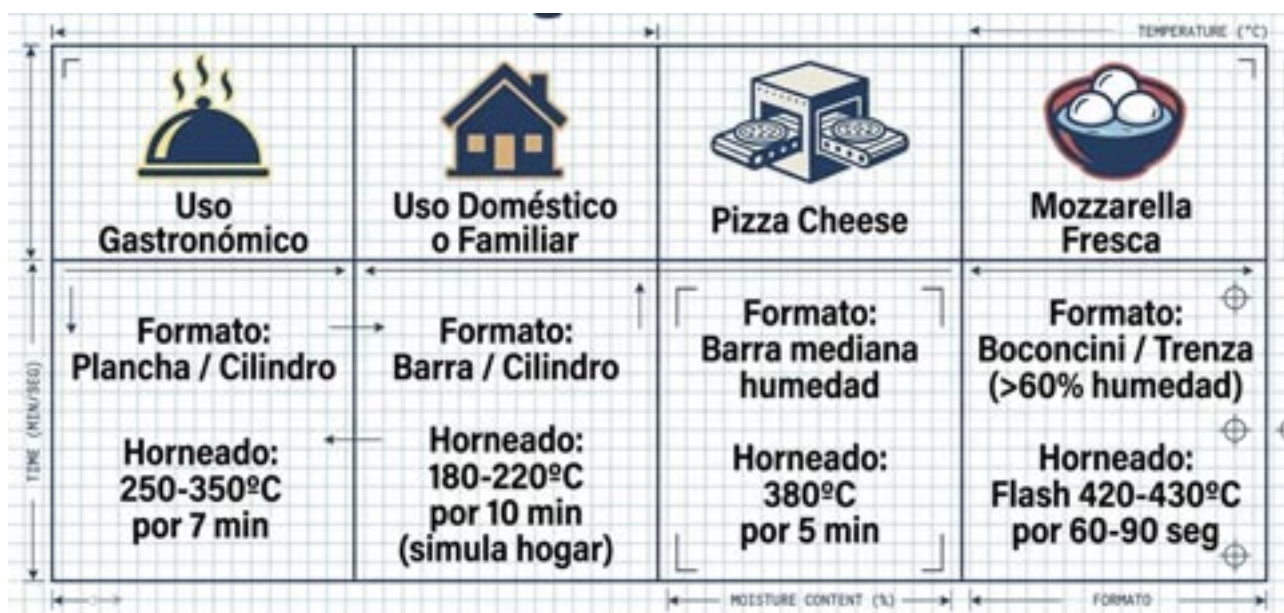 TEMPERATURE (°C)
Uso
Gastronómico
Uso Doméstico
o Familiar
Pizza Cheese
Mozzarella
Fresca
TIME (MIN/SEG)
Formato:
Plancha / Cilindro
Horneado:
250-350ºC
por 7 min
Formato:
Barra / Cilindro
Horneado:
180-220ºC
por 10 min
(simula hogar)
Formato:
Barra mediana
humedad
Horneado:
380ºC
por 5 min
Formato:
Boconcini / Trenza
(>60% humedad)
Horneado:
Flash 420-430ºC
por 60-90 seg
MOISTURE CONTENT (%)
FORMATO